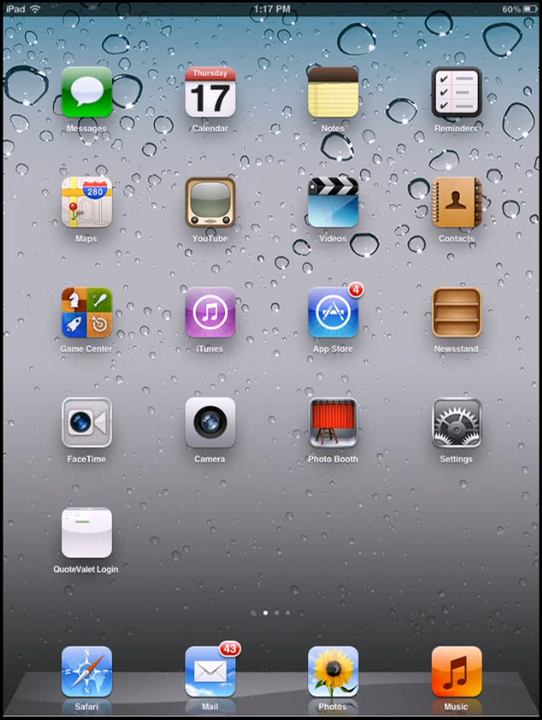 iPad 1:17 PM 60%
Thursday
17
Messages Calendar Notes Reminders
280
Maps YouTube Videos Contacts
4
Game Center iTunes App Store Newsstand
FaceTime Camera Photo Booth Settings
QuoteValet Login
43
Safari Mail Photos Music